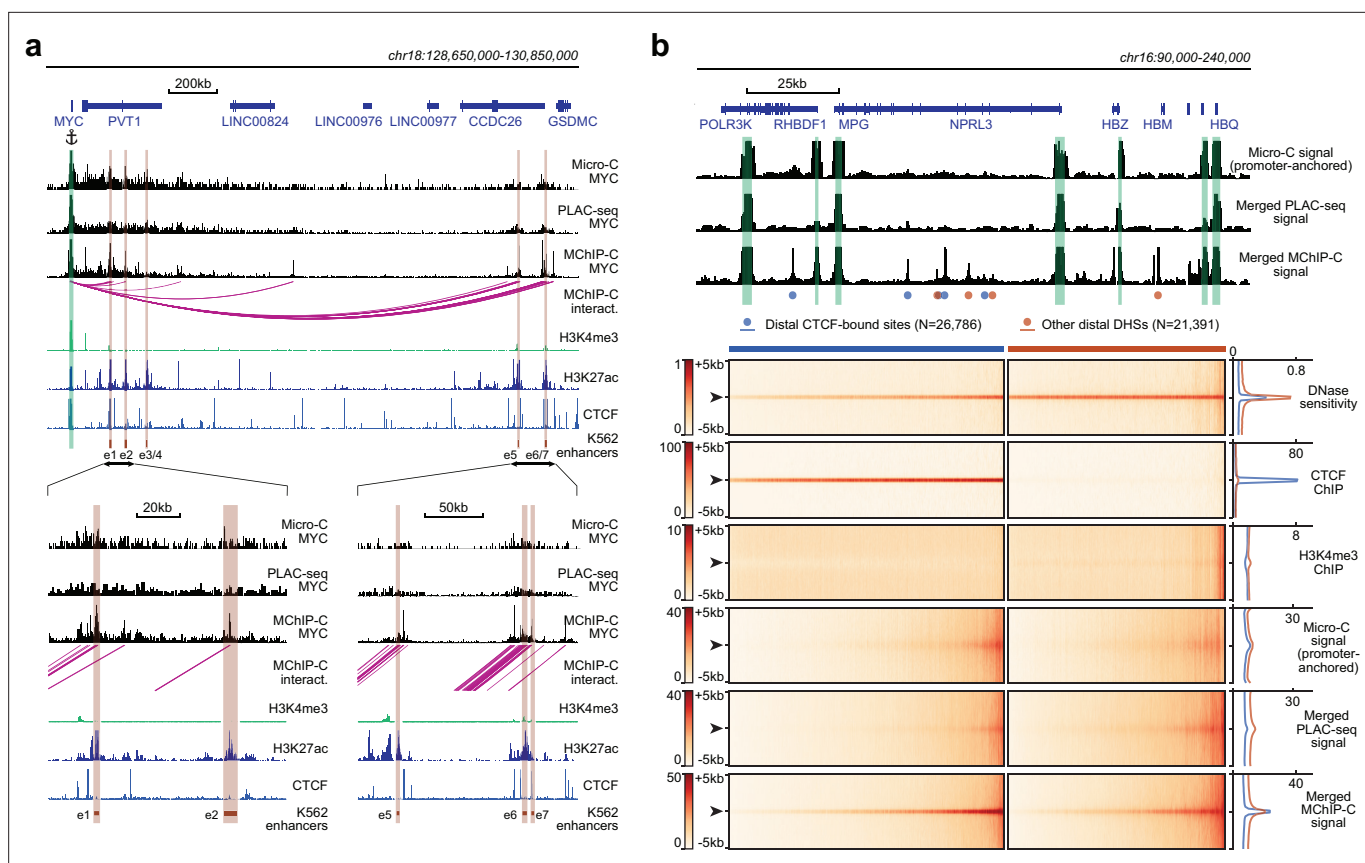 a
chr18:128,650,000-130,850,000
200kb
MYC PVT1 LINC00824 LINC00976 LINC00977 CCDC26 GSDMC
Micro-C
MYC
PLAC-seq
MYC
MChIP-C
MYC
MChIP-C
interact.
H3K4me3
H3K27ac
CTCF
K562
enhancers
e1 e2 e3/4 e5 e6/7
20kb
Micro-C
MYC
PLAC-seq
MYC
MChIP-C
MYC
MChIP-C
interact.
H3K4me3
H3K27ac
CTCF
K562
enhancers
e1 e2
50kb
Micro-C
MYC
PLAC-seq
MYC
MChIP-C
MYC
MChIP-C
interact.
H3K4me3
H3K27ac
CTCF
K562
enhancers
e5 e6 e7
b
chr16:90,000-240,000
25kb
POLR3K RHBDF1 MPG NPRL3 HBZ HBM HBQ
Micro-C signal
(promoter-anchored)
Merged PLAC-seq
signal
Merged MChIP-C
signal
Distal CTCF-bound sites (N=26,786) Other distal DHSs (N=21,391)
1 +5kb 0 0.8
DNase
sensitivity
0 -5kb
100 +5kb 80
CTCF
ChIP
0 -5kb
10 +5kb 8
H3K4me3
ChIP
0 -5kb
40 +5kb 30
Micro-C
signal
(promoter-
anchored)
0 -5kb
40 +5kb 30
Merged
PLAC-seq
signal
0 -5kb
50 +5kb 40
Merged
MChIP-C
signal
0 -5kb